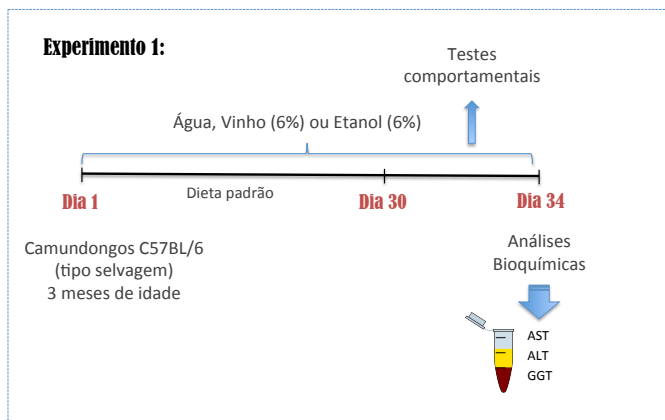 Experimento 1:
Testes
comportamentais
Água, Vinho (6%) ou Etanol (6%)
Dieta padrão
Dia 1
Dia 30
Dia 34
Camundongos C57BL/6
(tipo selvagem)
3 meses de idade
Análises
Bioquímicas
AST
ALT
GGT